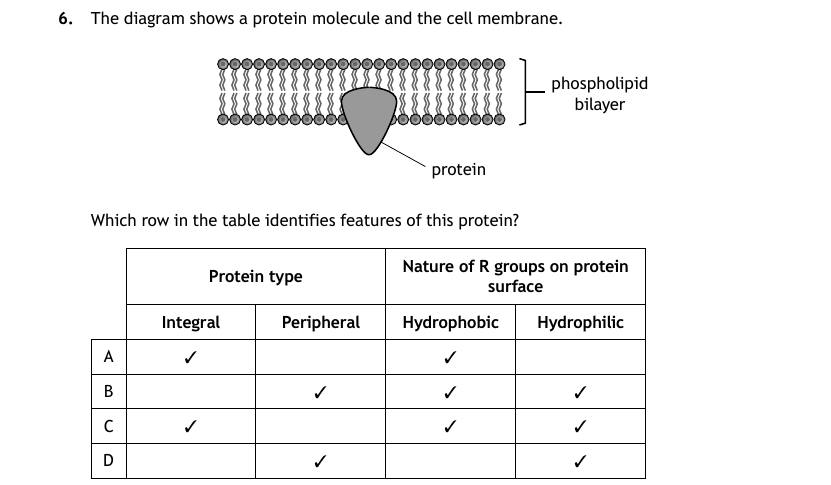 6. The diagram shows a protein molecule and the cell membrane.
phospholipid
bilayer
protein
Which row in the table identifies features of this protein?
Protein type
Nature of R groups on protein
surface
Integral Peripheral Hydrophobic Hydrophilic
A ✓ ✓
B ✓ ✓ ✓
C ✓ ✓ ✓
D ✓ ✓